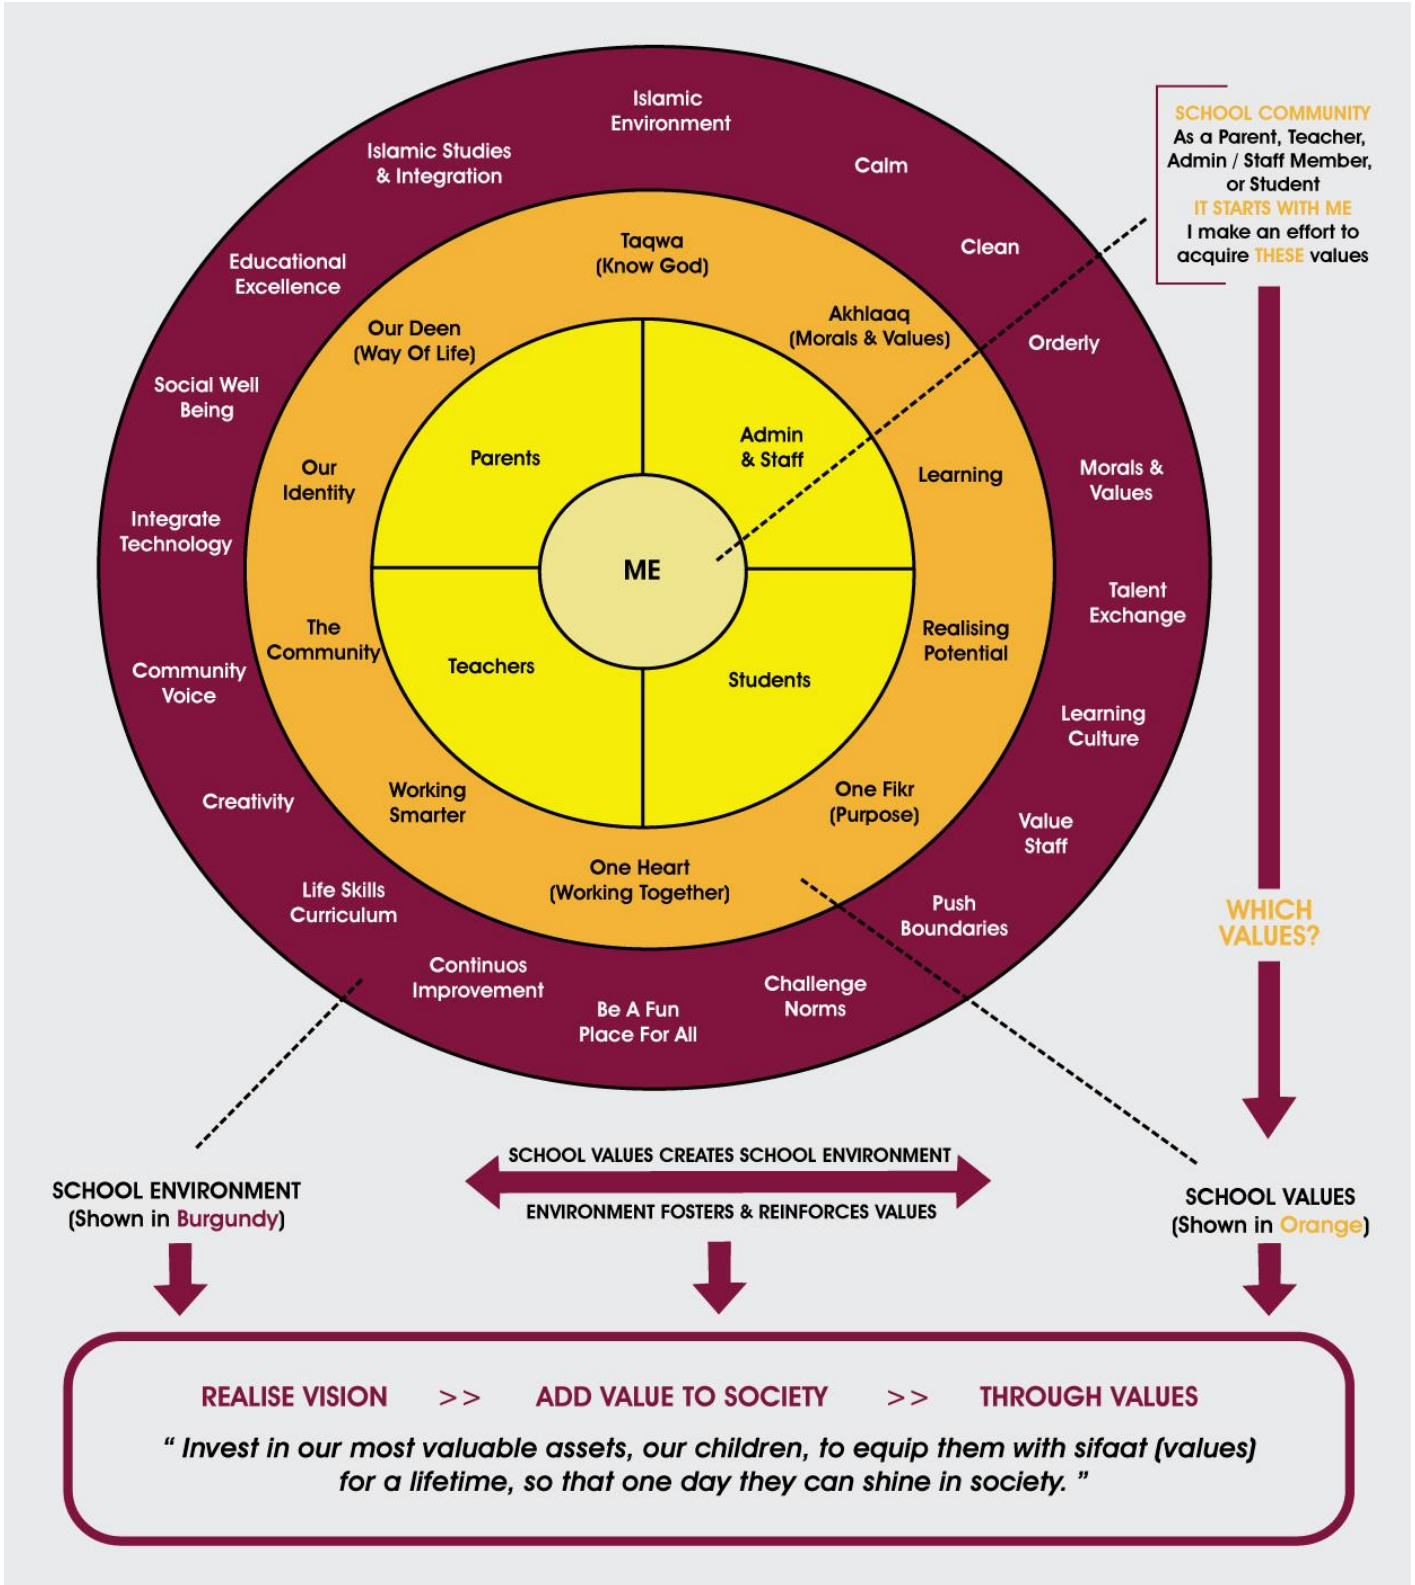 Islamic
Environment
Calm
Clean
Orderly
Morals &
Values
Talent
Exchange
Learning
Culture
Value
Staff
Push
Boundaries
Challenge
Norms
Be A Fun
Place For All
Continuos
Improvement
Life Skills
Curriculum
Creativity
Community
Voice
Integrate
Technology
Social Well
Being
Educational
Excellence
Islamic Studies
& Integration
Taqwa
(Know God)
Akhlaaq
(Morals & Values)
Learning
Realising
Potential
One Fikr
(Purpose)
One Heart
(Working Together)
Working
Smarter
The
Community
Our
Identity
Our Deen
(Way Of Life)
Parents
Admin
& Staff
Teachers
Students
ME
SCHOOL COMMUNITY
As a Parent, Teacher,
Admin / Staff Member,
or Student
IT STARTS WITH ME
I make an effort to
acquire THESE values
WHICH
VALUES?
SCHOOL ENVIRONMENT
(Shown in Burgundy)
SCHOOL VALUES CREATES SCHOOL ENVIRONMENT
ENVIRONMENT FOSTERS & REINFORCES VALUES
SCHOOL VALUES
(Shown in Orange)
REALISE VISION >> ADD VALUE TO SOCIETY >> THROUGH VALUES
“ Invest in our most valuable assets, our children, to equip them with sifaat (values)
for a lifetime, so that one day they can shine in society. ”